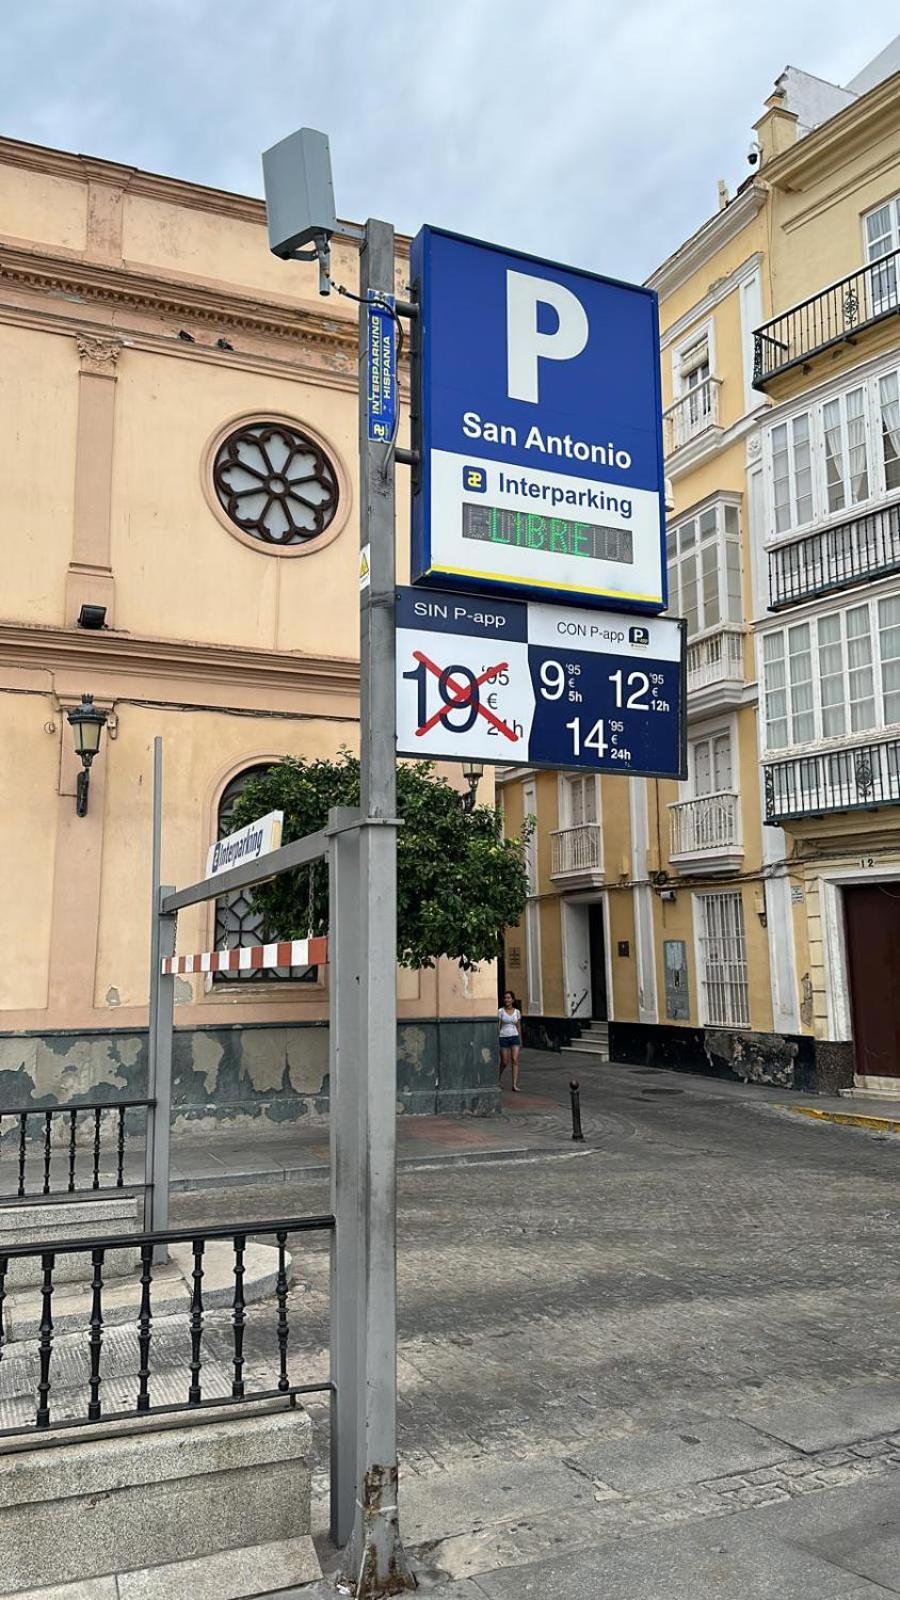 INTERPARKING
HISPANIA
P
San Antonio
Interparking
LIBRE
SIN P-app
CON P-app P
19'95 € 24h
9'95 € 5h
12'95 € 12h
14'95 € 24h
Interparking
12